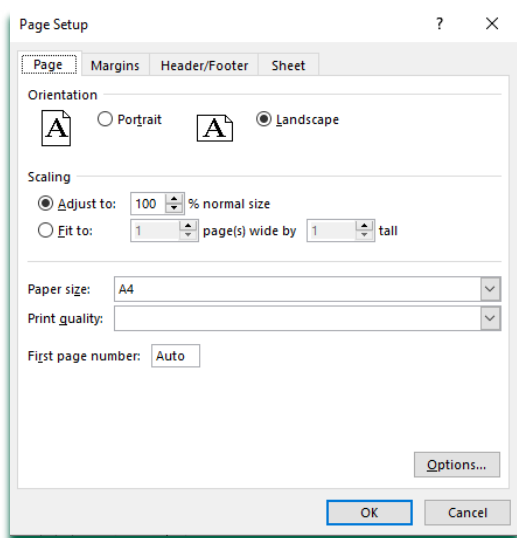 Page Setup ? ×
Page Margins Header/Footer Sheet
Orientation
A Portrait A Landscape
Scaling
Adjust to: 100 % normal size
Fit to: 1 page(s) wide by 1 tall
Paper size: A4
Print quality:
First page number: Auto
Options...
OK Cancel